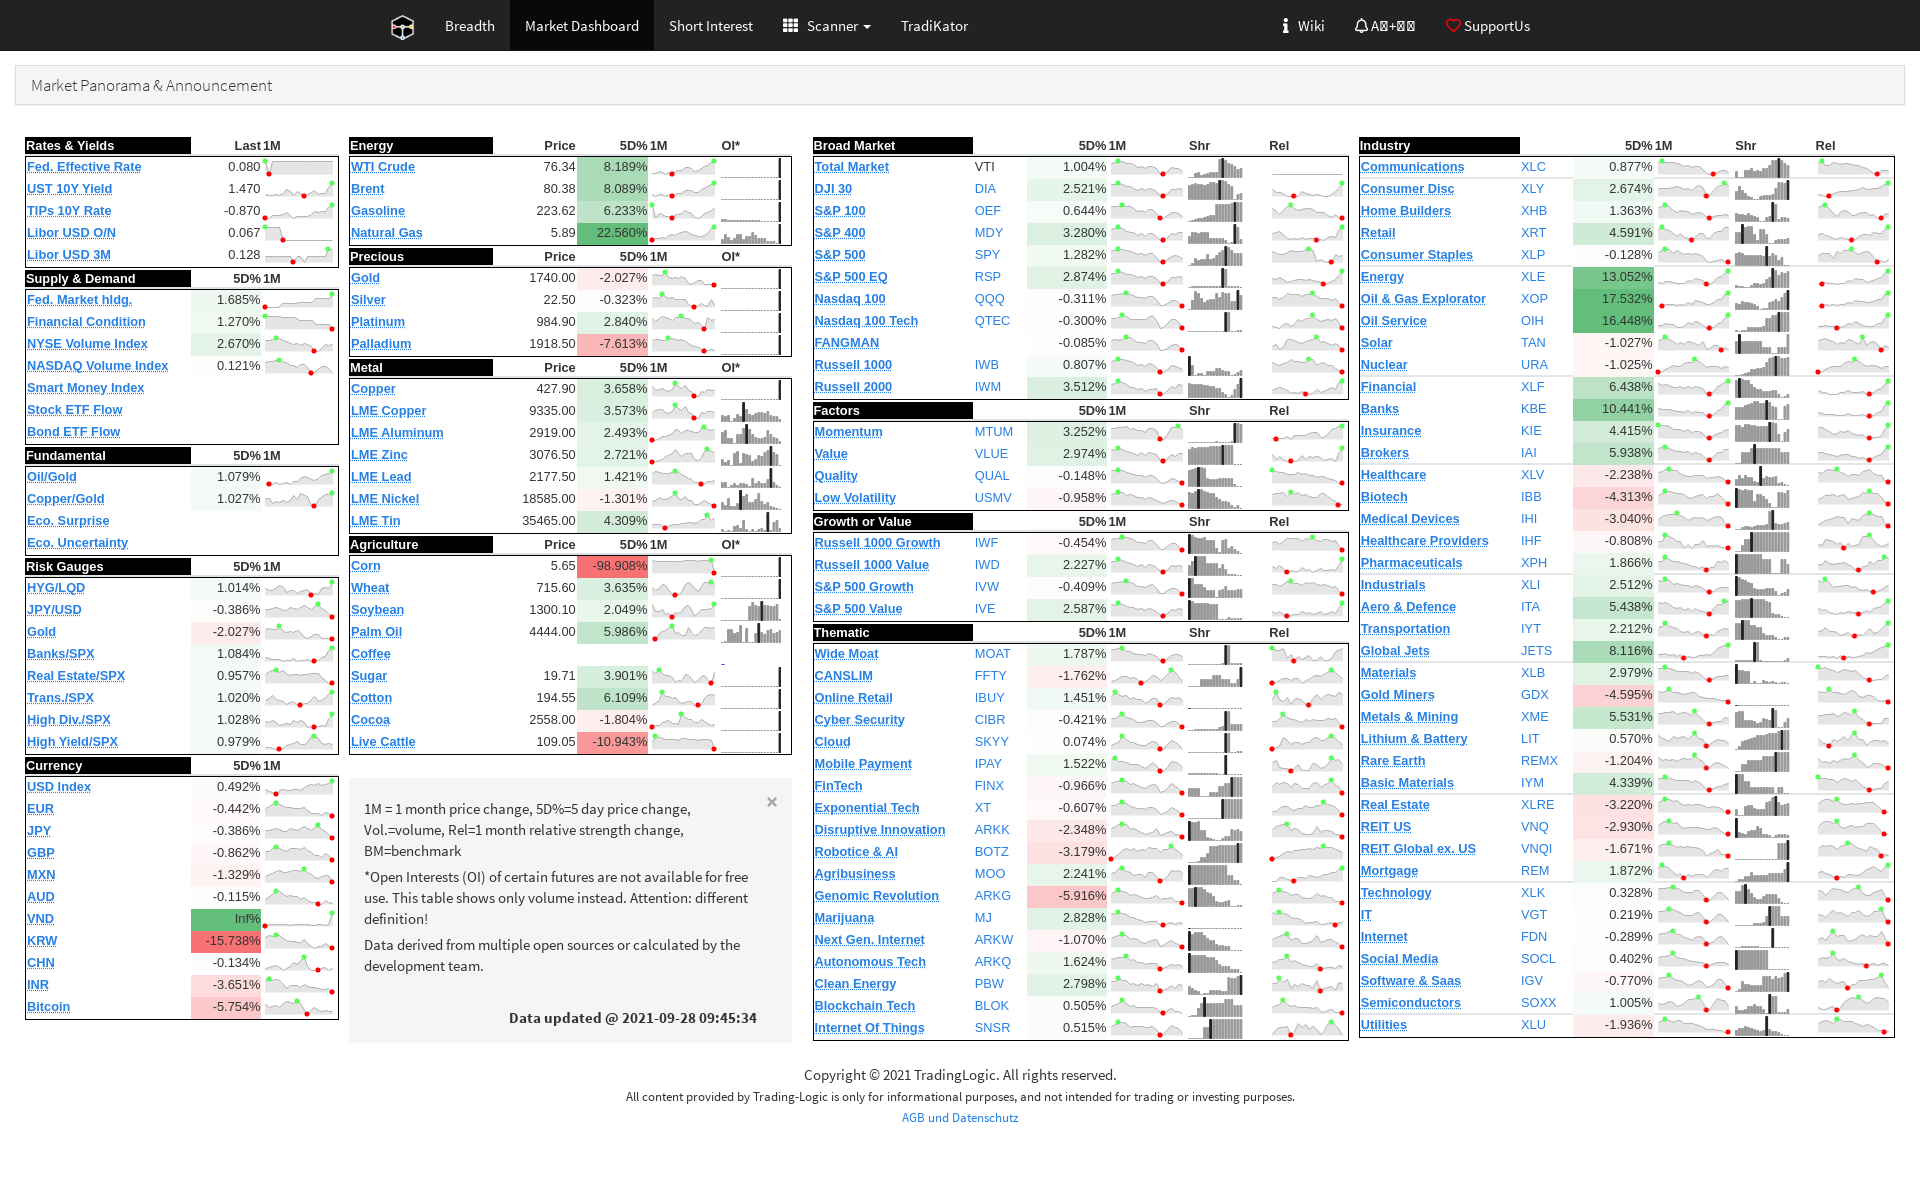 Breadth Market Dashboard Short Interest Scanner TradiKator Wiki SupportUs
Market Panorama & Announcement
Rates & Yields Last 1M
Fed. Effective Rate 0.080
UST 10Y Yield 1.470
TIPs 10Y Rate -0.870
Libor USD O/N 0.067
Libor USD 3M 0.128
Supply & Demand 5D% 1M
Fed. Market hldg. 1.685%
Financial Condition 1.270%
NYSE Volume Index 2.670%
NASDAQ Volume Index 0.121%
Smart Money Index
Stock ETF Flow
Bond ETF Flow
Fundamental 5D% 1M
Oil/Gold 1.079%
Copper/Gold 1.027%
Eco. Surprise
Eco. Uncertainty
Risk Gauges 5D% 1M
HYG/LQD 1.014%
JPY/USD -0.386%
Gold -2.027%
Banks/SPX 1.084%
Real Estate/SPX 0.957%
Trans./SPX 1.020%
High Div./SPX 1.028%
High Yield/SPX 0.979%
Currency 5D% 1M
USD Index 0.492%
EUR -0.442%
JPY -0.386%
GBP -0.862%
MXN -1.329%
AUD -0.115%
VND Inf%
KRW -15.738%
CHN -0.134%
INR -3.651%
Bitcoin -5.754%
Energy Price 5D% 1M OI*
WTI Crude 76.34 8.189%
Brent 80.38 8.089%
Gasoline 223.62 6.233%
Natural Gas 5.89 22.560%
Precious Price 5D% 1M OI*
Gold 1740.00 -2.027%
Silver 22.50 -0.323%
Platinum 984.90 2.840%
Palladium 1918.50 -7.613%
Metal Price 5D% 1M OI*
Copper 427.90 3.658%
LME Copper 9335.00 3.573%
LME Aluminum 2919.00 2.493%
LME Zinc 3076.50 2.721%
LME Lead 2177.50 1.421%
LME Nickel 18585.00 -1.301%
LME Tin 35465.00 4.309%
Agriculture Price 5D% 1M OI*
Corn 5.65 -98.908%
Wheat 715.60 3.635%
Soybean 1300.10 2.049%
Palm Oil 4444.00 5.986%
Coffee -
Sugar 19.71 3.901%
Cotton 194.55 6.109%
Cocoa 2558.00 -1.804%
Live Cattle 109.05 -10.943%
×
1M = 1 month price change, 5D%=5 day price change,
Vol.=volume, Rel=1 month relative strength change,
BM=benchmark
*Open Interests (OI) of certain futures are not available for free
use. This table shows only volume instead. Attention: different
definition!
Data derived from multiple open sources or calculated by the
development team.
Data updated @ 2021-09-28 09:45:34
Broad Market 5D% 1M Shr Rel
Total Market VTI 1.004%
DJI 30 DIA 2.521%
S&P 100 OEF 0.644%
S&P 400 MDY 3.280%
S&P 500 SPY 1.282%
S&P 500 EQ RSP 2.874%
Nasdaq 100 QQQ -0.311%
Nasdaq 100 Tech QTEC -0.300%
FANGMAN -0.085%
Russell 1000 IWB 0.807%
Russell 2000 IWM 3.512%
Factors 5D% 1M Shr Rel
Momentum MTUM 3.252%
Value VLUE 2.974%
Quality QUAL -0.148%
Low Volatility USMV -0.958%
Growth or Value 5D% 1M Shr Rel
Russell 1000 Growth IWF -0.454%
Russell 1000 Value IWD 2.227%
S&P 500 Growth IVW -0.409%
S&P 500 Value IVE 2.587%
Thematic 5D% 1M Shr Rel
Wide Moat MOAT 1.787%
CANSLIM FFTY -1.762%
Online Retail IBUY 1.451%
Cyber Security CIBR -0.421%
Cloud SKYY 0.074%
Mobile Payment IPAY 1.522%
FinTech FINX -0.966%
Exponential Tech XT -0.607%
Disruptive Innovation ARKK -2.348%
Robotice & AI BOTZ -3.179%
Agribusiness MOO 2.241%
Genomic Revolution ARKG -5.916%
Marijuana MJ 2.828%
Next Gen. Internet ARKW -1.070%
Autonomous Tech ARKQ 1.624%
Clean Energy PBW 2.798%
Blockchain Tech BLOK 0.505%
Internet Of Things SNSR 0.515%
Industry 5D% 1M Shr Rel
Communications XLC 0.877%
Consumer Disc XLY 2.674%
Home Builders XHB 1.363%
Retail XRT 4.591%
Consumer Staples XLP -0.128%
Energy XLE 13.052%
Oil & Gas Explorator XOP 17.532%
Oil Service OIH 16.448%
Solar TAN -1.027%
Nuclear URA -1.025%
Financial XLF 6.438%
Banks KBE 10.441%
Insurance KIE 4.415%
Brokers IAI 5.938%
Healthcare XLV -2.238%
Biotech IBB -4.313%
Medical Devices IHI -3.040%
Healthcare Providers IHF -0.808%
Pharmaceuticals XPH 1.866%
Industrials XLI 2.512%
Aero & Defence ITA 5.438%
Transportation IYT 2.212%
Global Jets JETS 8.116%
Materials XLB 2.979%
Gold Miners GDX -4.595%
Metals & Mining XME 5.531%
Lithium & Battery LIT 0.570%
Rare Earth REMX -1.204%
Basic Materials IYM 4.339%
Real Estate XLRE -3.220%
REIT US VNQ -2.930%
REIT Global ex. US VNQI -1.671%
Mortgage REM 1.872%
Technology XLK 0.328%
IT VGT 0.219%
Internet FDN -0.289%
Social Media SOCL 0.402%
Software & Saas IGV -0.770%
Semiconductors SOXX 1.005%
Utilities XLU -1.936%
Copyright © 2021 TradingLogic. All rights reserved.
All content provided by Trading-Logic is only for informational purposes, and not intended for trading or investing purposes.
AGB und Datenschutz